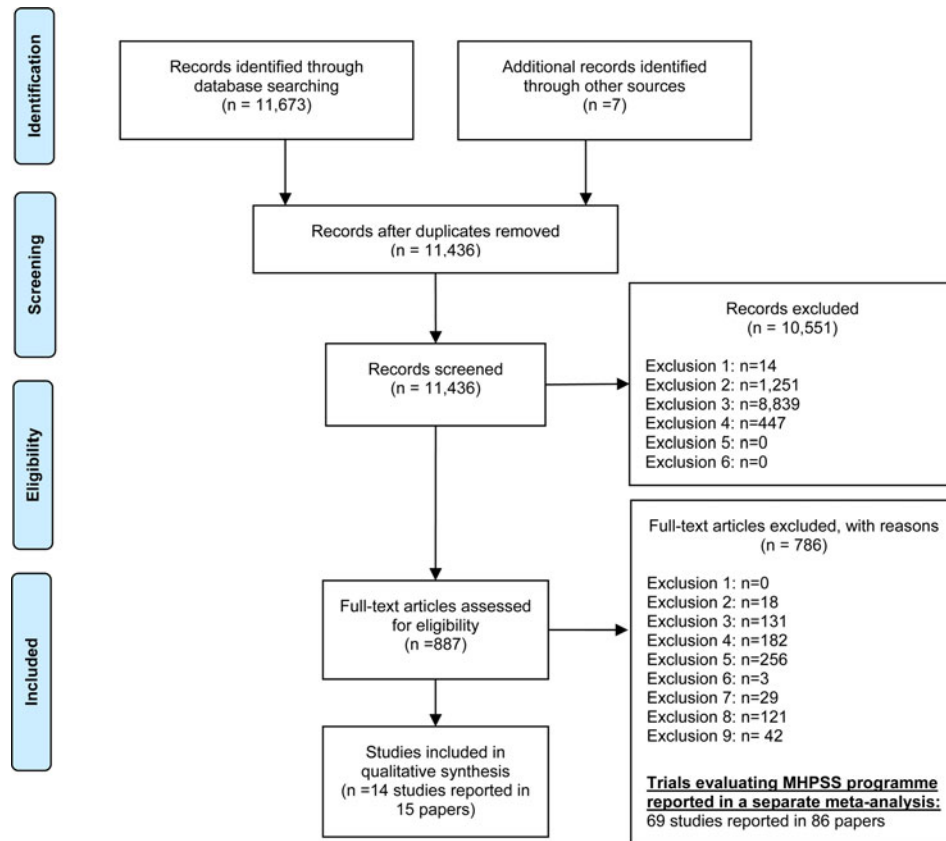 Identification
Records identified through
database searching
(n = 11,673)
Additional records identified
through other sources
(n =7)
Screening
Records after duplicates removed
(n = 11,436)
Records screened
(n = 11,436)
Records excluded
(n = 10,551)
Exclusion 1: n=14
Exclusion 2: n=1,251
Exclusion 3: n=8,839
Exclusion 4: n=447
Exclusion 5: n=0
Exclusion 6: n=0
Eligibility
Full-text articles assessed
for eligibility
(n =887)
Full-text articles excluded, with reasons
(n = 786)
Exclusion 1: n=0
Exclusion 2: n=18
Exclusion 3: n=131
Exclusion 4: n=182
Exclusion 5: n=256
Exclusion 6: n=3
Exclusion 7: n=29
Exclusion 8: n=121
Exclusion 9: n= 42
Trials evaluating MHPSS programme
reported in a separate meta-analysis:
69 studies reported in 86 papers
Included
Studies included in
qualitative synthesis
(n =14 studies reported in
15 papers)